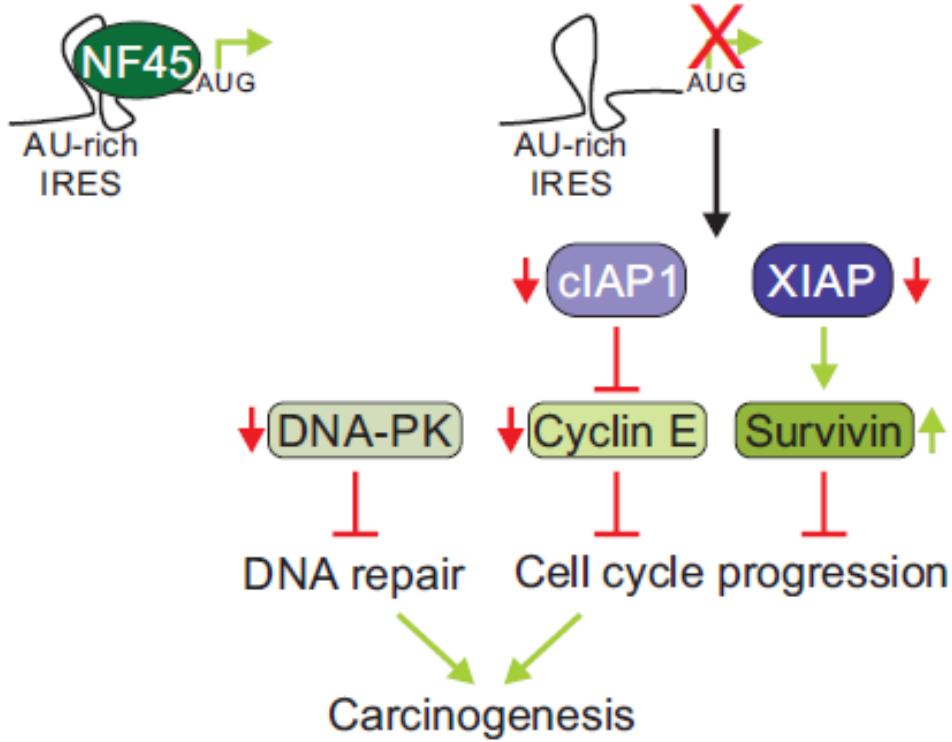 NF45
AUG
AU-rich
IRES
X
AUG
AU-rich
IRES
cIAP1
XIAP
DNA-PK
Cyclin E
Survivin
DNA repair
Cell cycle progression
Carcinogenesis